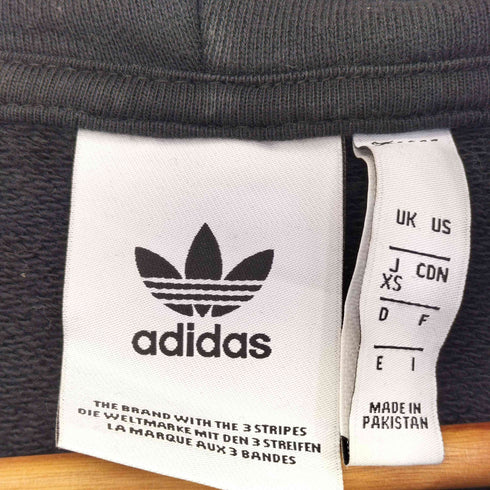 adidas
THE BRAND WITH THE 3 STRIPES
DIE WELTMARKE MIT DEN 3 STREIFEN
LA MARQUE AUX 3 BANDES
UK US
J CDN
XS
D F
E I
MADE IN
PAKISTAN